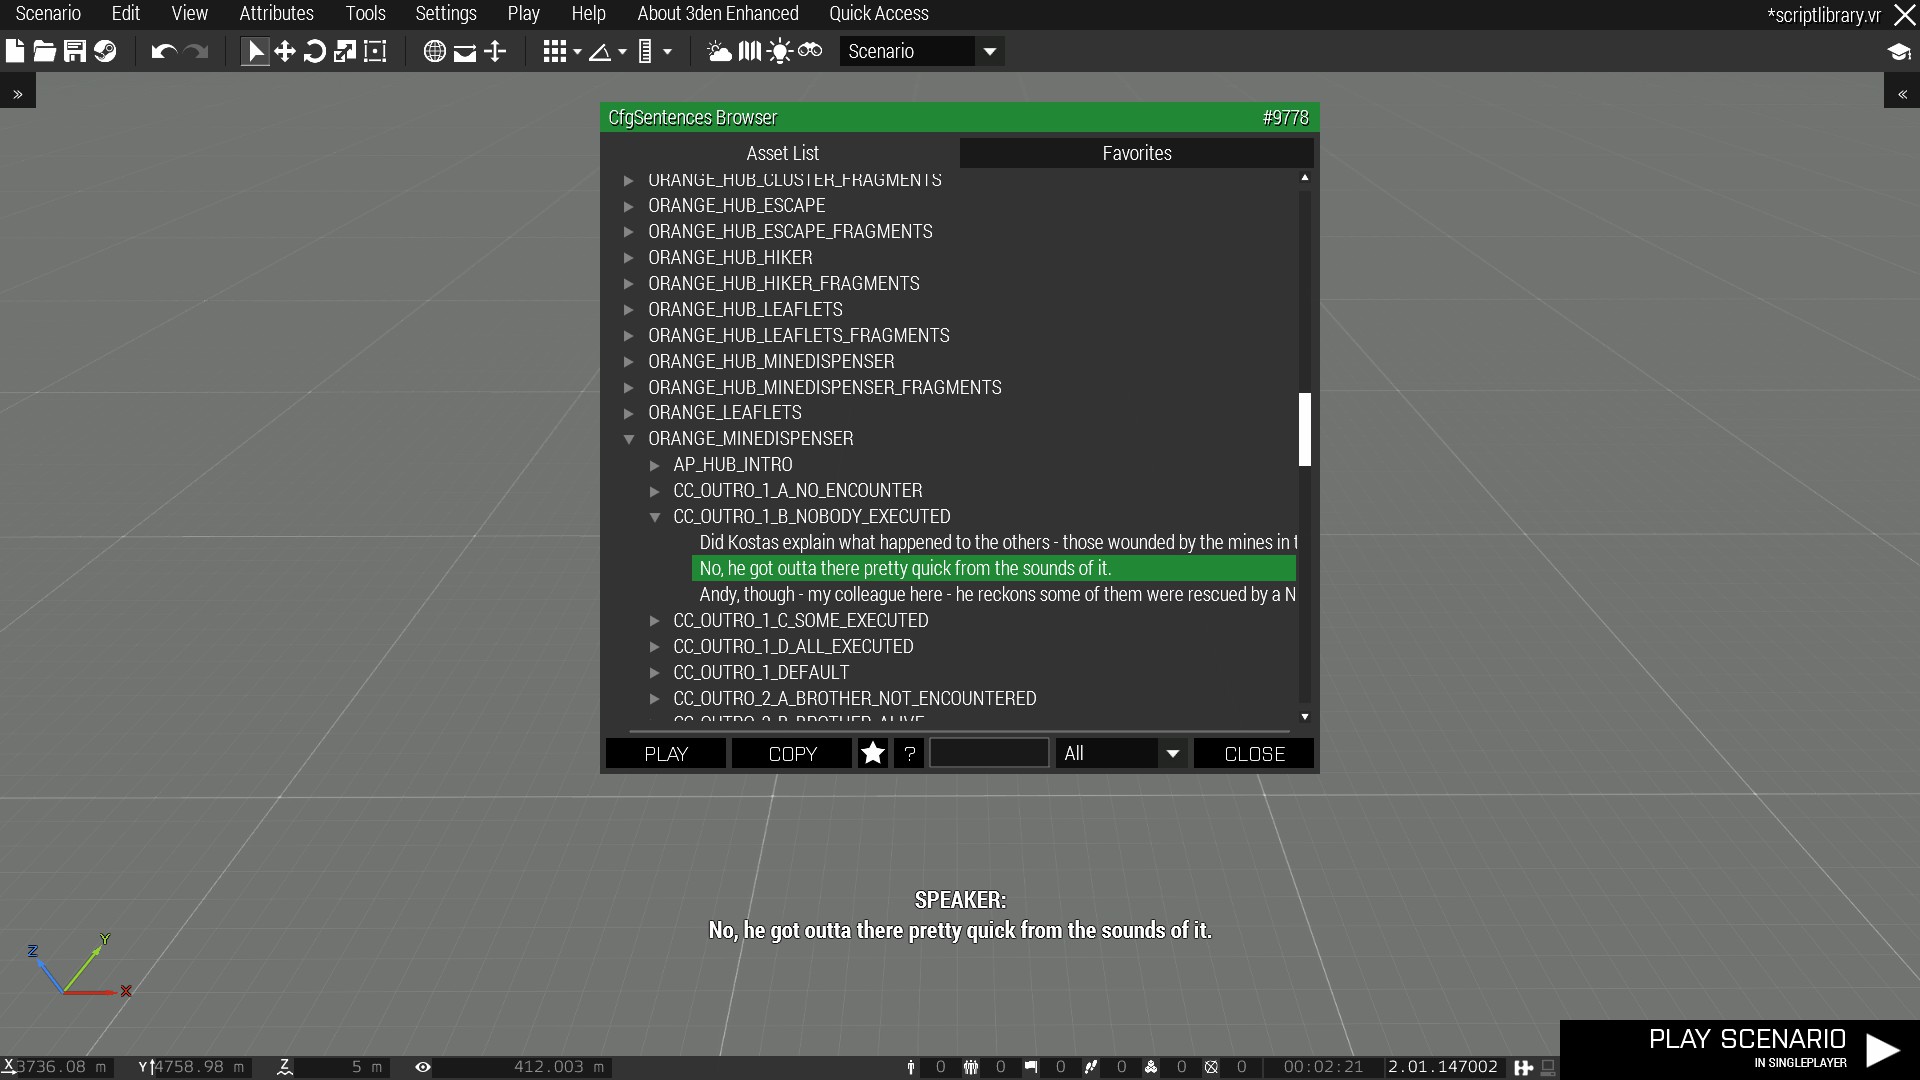 Scenario Edit View Attributes Tools Settings Play Help About 3den Enhanced Quick Access *scriptlibrary.vr
Scenario
CfgSentences Browser #9778
Asset List Favorites
ORANGE_HUB_CLUSTER_FRAGMENTS
ORANGE_HUB_ESCAPE
ORANGE_HUB_ESCAPE_FRAGMENTS
ORANGE_HUB_HIKER
ORANGE_HUB_HIKER_FRAGMENTS
ORANGE_HUB_LEAFLETS
ORANGE_HUB_LEAFLETS_FRAGMENTS
ORANGE_HUB_MINEDISPENSER
ORANGE_HUB_MINEDISPENSER_FRAGMENTS
ORANGE_LEAFLETS
ORANGE_MINEDISPENSER
AP_HUB_INTRO
CC_OUTRO_1_A_NO_ENCOUNTER
CC_OUTRO_1_B_NOBODY_EXECUTED
Did Kostas explain what happened to the others - those wounded by the mines in t
No, he got outta there pretty quick from the sounds of it.
Andy, though - my colleague here - he reckons some of them were rescued by a N
CC_OUTRO_1_C_SOME_EXECUTED
CC_OUTRO_1_D_ALL_EXECUTED
CC_OUTRO_1_DEFAULT
CC_OUTRO_2_A_BROTHER_NOT_ENCOUNTERED
CC_OUTRO_2_B_BROTHER_ALIVE
PLAY COPY ? All CLOSE
SPEAKER:
No, he got outta there pretty quick from the sounds of it.
Z Y X
PLAY SCENARIO
IN SINGLEPLAYER
X 3736.08 m Y 4758.98 m Z 5 m 412.003 m 0 0 0 0 0 0 00:02:21 2.01.147002